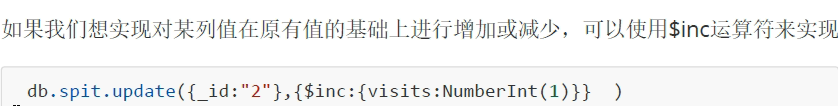 如果我们想实现对某列值在原有值的基础上进行增加或减少，可以使用$inc运算符来实现
db.spit.update({_id:"2"},{$inc:{visits:NumberInt(1)}}  )